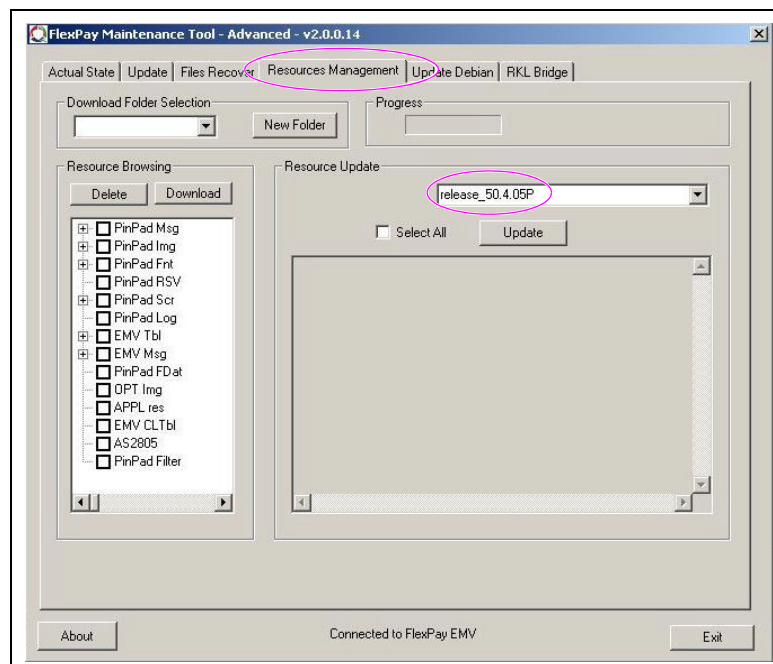 FlexPay Maintenance Tool - Advanced - v2.0.0.14
Actual State Update Files Recover Resources Management Update Debian RKL Bridge
Download Folder Selection
New Folder
Progress
Resource Browsing
Delete Download
PinPad Msg
PinPad Img
PinPad Fnt
PinPad RSV
PinPad Scr
PinPad Log
EMV Tbl
EMV Msg
PinPad FDat
OPT Img
APPL res
EMV CLTbl
AS2805
PinPad Filter
Resource Update
release_50.4.05P
Select All Update
About
Connected to FlexPay EMV
Exit